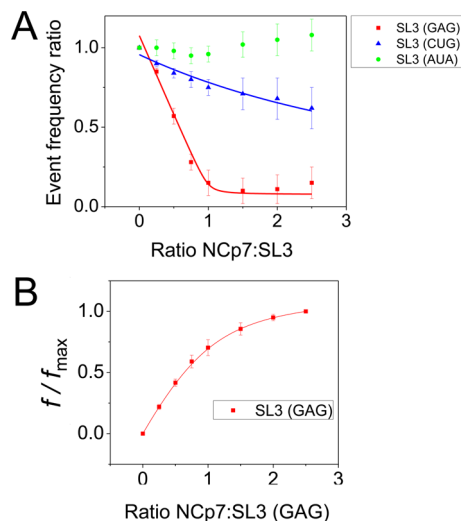 A
SL3 (GAG)
SL3 (CUG)
SL3 (AUA)
Event frequency ratio
1.0
0.5
0.0
0 1 2 3
Ratio NCp7:SL3
B
f / fmax
1.0
0.5
0.0
SL3 (GAG)
0 1 2 3
Ratio NCp7:SL3 (GAG)